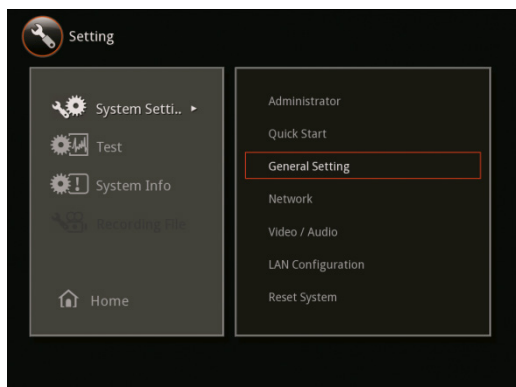 Setting
System Setti..
Test
System Info
Recording File
Home
Administrator
Quick Start
General Setting
Network
Video / Audio
LAN Configuration
Reset System